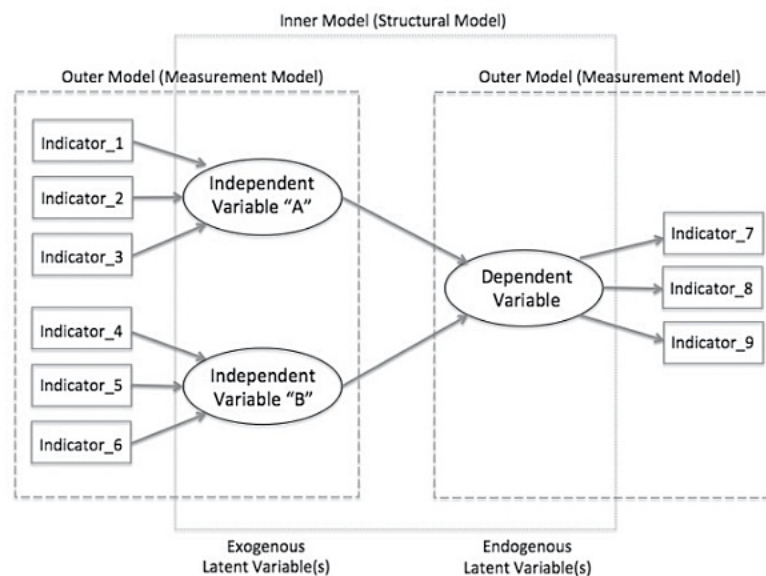 Inner Model (Structural Model)
Outer Model (Measurement Model)
Outer Model (Measurement Model)
Indicator_1
Indicator_2
Indicator_3
Independent
Variable “A”
Indicator_4
Indicator_5
Indicator_6
Independent
Variable “B”
Dependent
Variable
Indicator_7
Indicator_8
Indicator_9
Exogenous
Latent Variable(s)
Endogenous
Latent Variable(s)